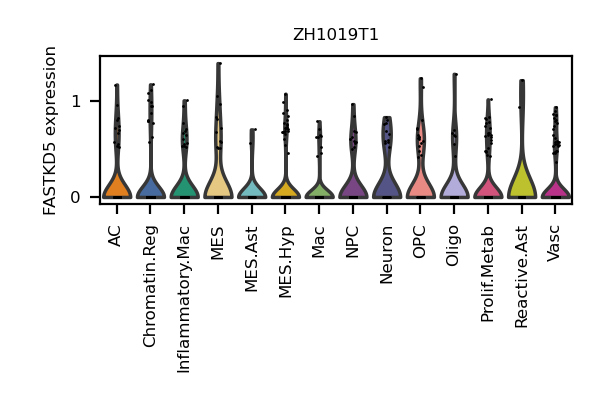 ZH1019T1
FASTKD5 expression
1
0
AC
Chromatin.Reg
Inflammatory.Mac
MES
MES.Ast
MES.Hyp
Mac
NPC
Neuron
OPC
Oligo
Prolif.Metab
Reactive.Ast
Vasc